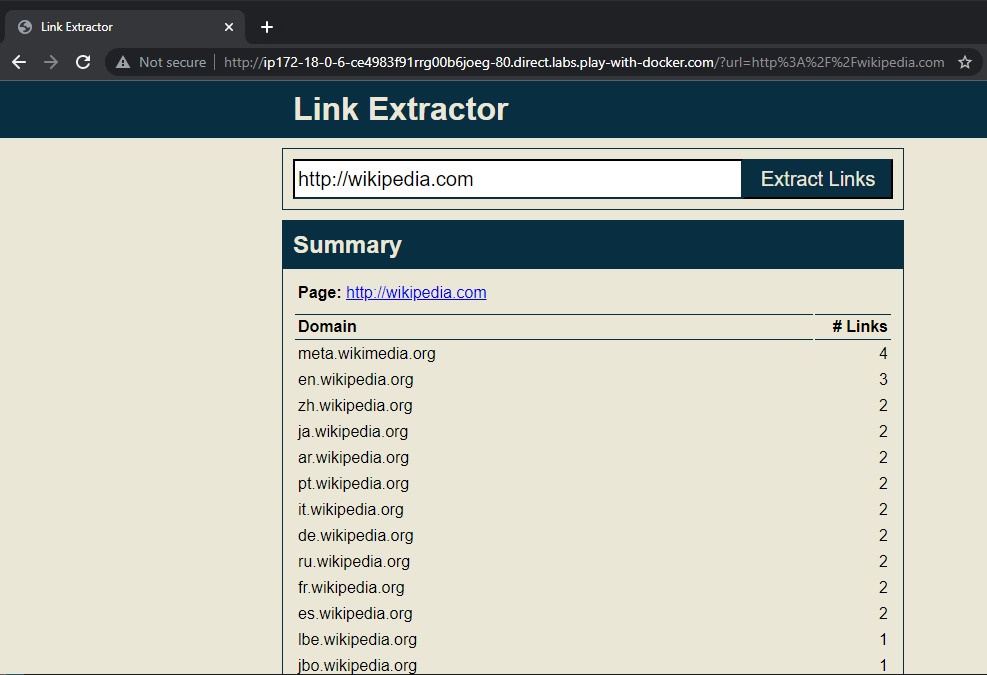 Link Extractor
Not secure http://ip172-18-0-6-ce4983f91rrg00b6joeg-80.direct.labs.play-with-docker.com/?url=http%3A%2F%2Fwikipedia.com
Link Extractor
http://wikipedia.com Extract Links
Summary
Page: http://wikipedia.com
Domain # Links
meta.wikimedia.org 4
en.wikipedia.org 3
zh.wikipedia.org 2
ja.wikipedia.org 2
ar.wikipedia.org 2
pt.wikipedia.org 2
it.wikipedia.org 2
de.wikipedia.org 2
ru.wikipedia.org 2
fr.wikipedia.org 2
es.wikipedia.org 2
lbe.wikipedia.org 1
jbo.wikipedia.org 1